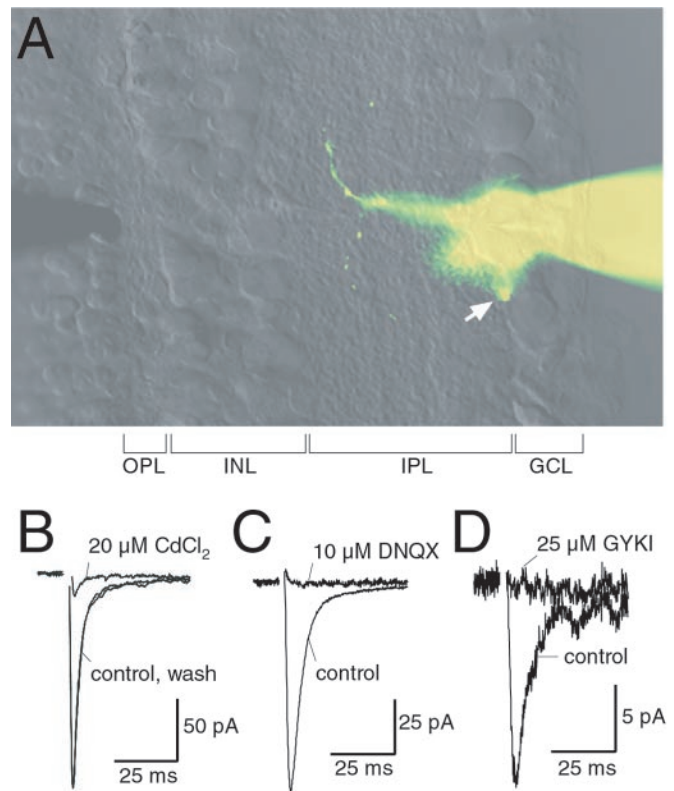 A
OPL INL IPL GCL
B C D
20 µM CdCl2 10 µM DNQX 25 µM GYKI
control, wash control control
50 pA 25 pA 5 pA
25 ms 25 ms 25 ms